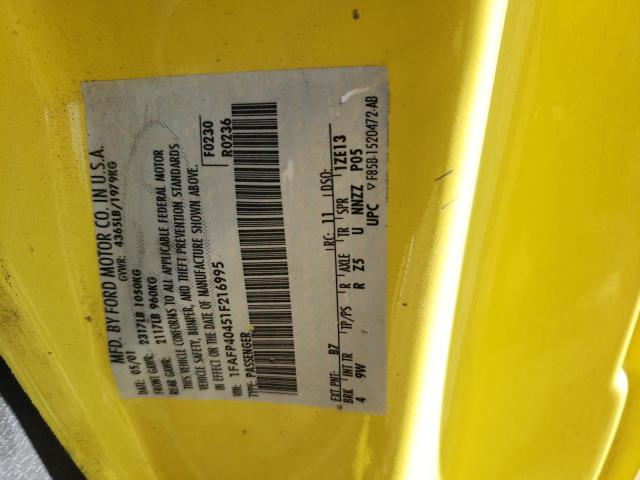 MFD. BY FORD MOTOR CO. IN U.S.A.
DATE: 05/01 GVWR: 4365LB/1979KG
FRONT GAWR: 2317LB 1050KG
REAR GAWR: 2117LB 960KG
THIS VEHICLE CONFORMS TO ALL APPLICABLE FEDERAL MOTOR
VEHICLE SAFETY, BUMPER, AND THEFT PREVENTION STANDARDS
IN EFFECT ON THE DATE OF MANUFACTURE SHOWN ABOVE.
VIN: 1FAFP40451F216995 F0230
TYPE: PASSENGER R0236
EXT PNT: BZ RC: 11 DSO:
BRK INT TR TP/PS R AXLE TR SPR 1ZE13
4 9W R Z5 U NNZZ P05
UPC ▽ F85B-1520472-AB